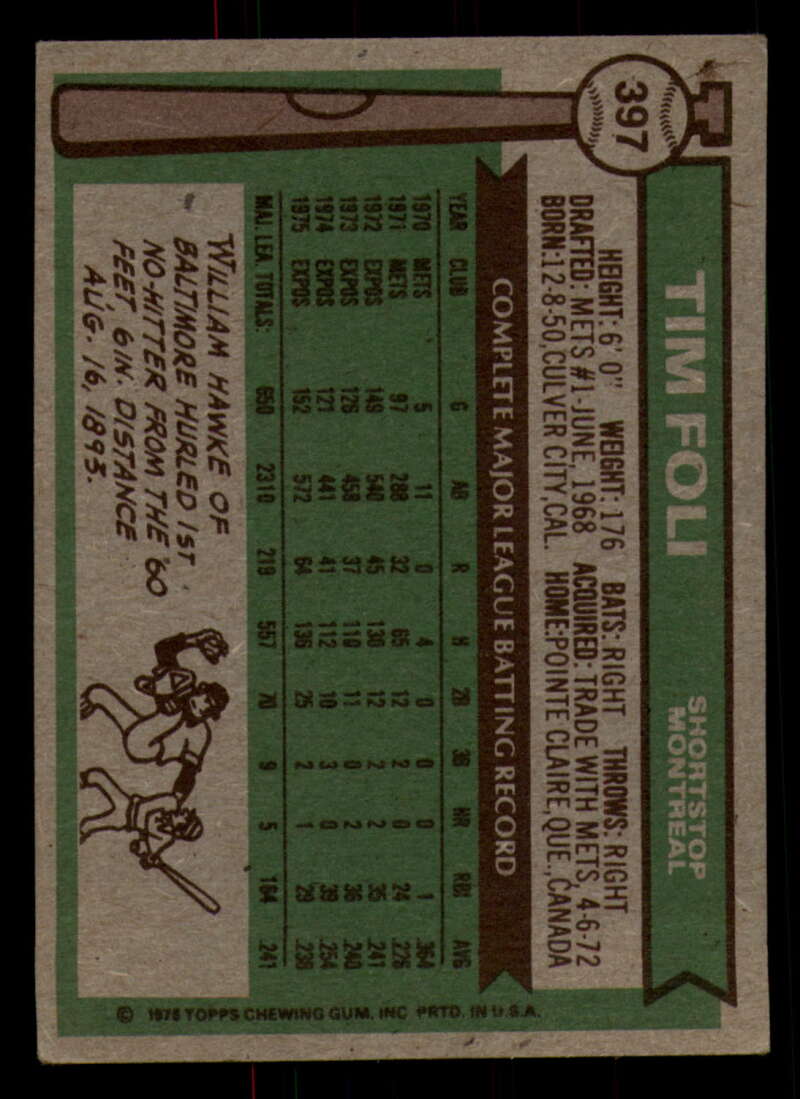 397
TIM FOLI
SHORTSTOP
MONTREAL
HEIGHT: 6' 0" WEIGHT: 176 BATS: RIGHT THROWS: RIGHT
DRAFTED: METS #1-JUNE, 1968 ACQUIRED: TRADE WITH METS, 4-6-72
BORN: 12-8-50, CULVER CITY, CAL. HOME: POINTE CLAIRE, QUE., CANADA
COMPLETE MAJOR LEAGUE BATTING RECORD
YEAR CLUB G AB R H 2B 3B HR RBI AVG
1970 METS 5 11 0 4 0 0 0 1 .364
1971 METS 97 288 32 65 12 2 0 24 .226
1972 EXPOS 149 540 45 130 12 2 2 35 .241
1973 EXPOS 126 458 37 110 11 0 2 36 .240
1974 EXPOS 121 441 41 112 10 3 0 39 .254
1975 EXPOS 152 572 64 136 25 2 1 29 .238
MAJ. LEA. TOTALS: 650 2310 219 557 70 9 5 164 .241
WILLIAM HAWKE OF
BALTIMORE HURLED 1ST
NO-HITTER FROM THE 60
FEET, 6 IN. DISTANCE
AUG. 16, 1893.
© 1976 TOPPS CHEWING GUM, INC PRTD. IN U.S.A.